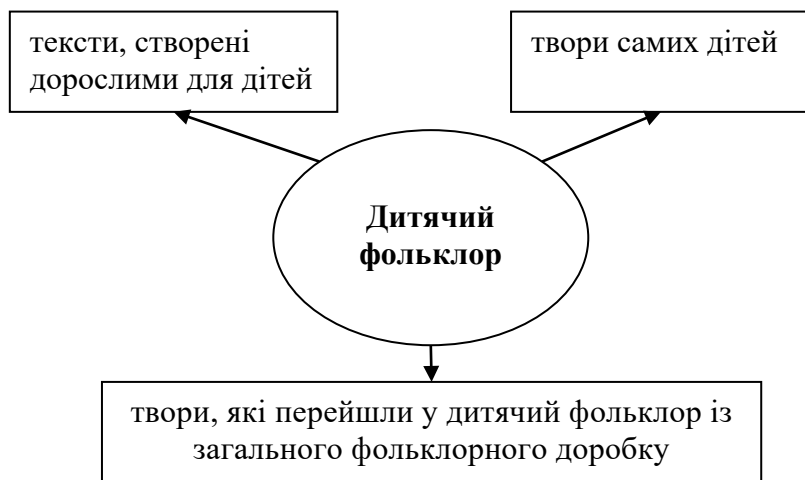 тексти, створені
дорослими для дітей
твори самих дітей
Дитячий
фольклор
твори, які перейшли у дитячий фольклор із
загального фольклорного доробку